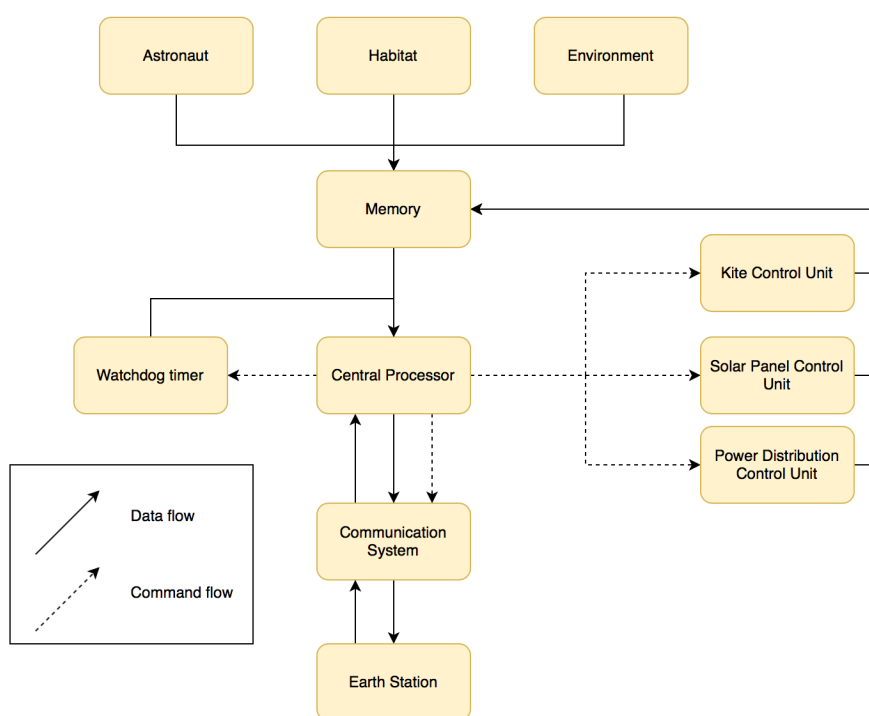 Astronaut
Habitat
Environment
Memory
Kite Control Unit
Watchdog timer
Central Processor
Solar Panel Control
Unit
Power Distribution
Control Unit
Data flow
Communication
System
Command flow
Earth Station